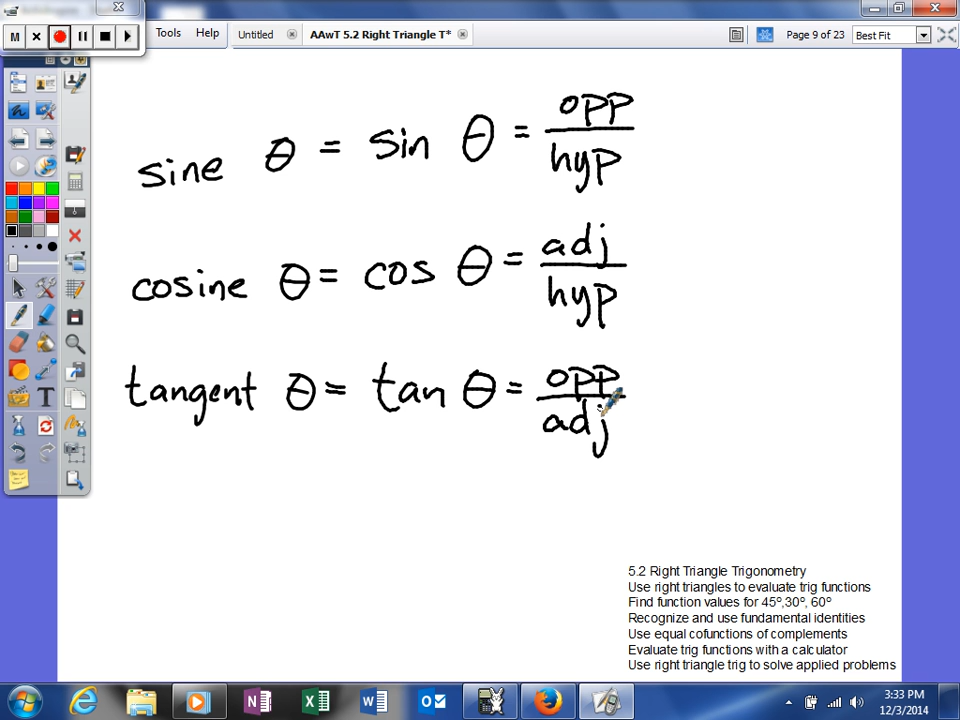 M
Tools Help Untitled AAwT 5.2 Right Triangle T* Page 9 of 23 Best Fit
sine θ = sin θ = opp/hyp
cosine θ = cos θ = adj/hyp
tangent θ = tan θ = opp/adj
5.2 Right Triangle Trigonometry
Use right triangles to evaluate trig functions
Find function values for 45°,30°, 60°
Recognize and use fundamental identities
Use equal cofunctions of complements
Evaluate trig functions with a calculator
Use right triangle trig to solve applied problems
3:33 PM
12/3/2014